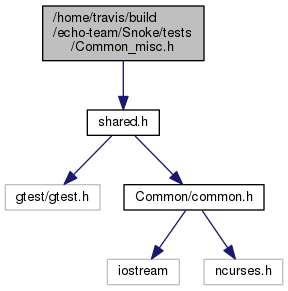 /home/travis/build
/echo-team/Snoke/tests
/Common_misc.h
shared.h
gtest/gtest.h
Common/common.h
iostream
ncurses.h